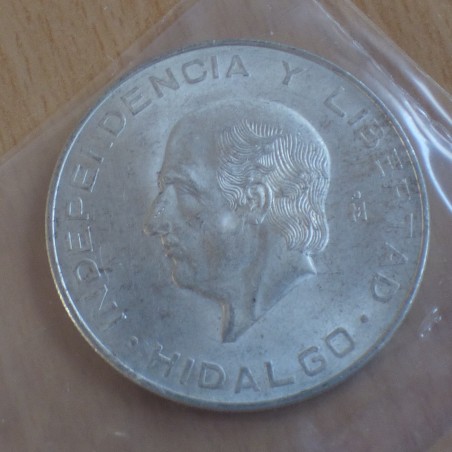 INDEPENDENCIA Y LIBERTAD
· HIDALGO ·